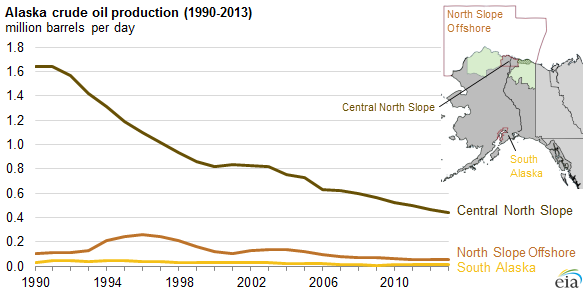 Alaska crude oil production (1990-2013)
million barrels per day
1.8
1.6
1.4
1.2
1.0
0.8
0.6
0.4
0.2
0.0
1990
1994
1998
2002
2006
2010
North Slope
Offshore
Central North Slope
South
Alaska
Central North Slope
North Slope Offshore
South Alaska
eia